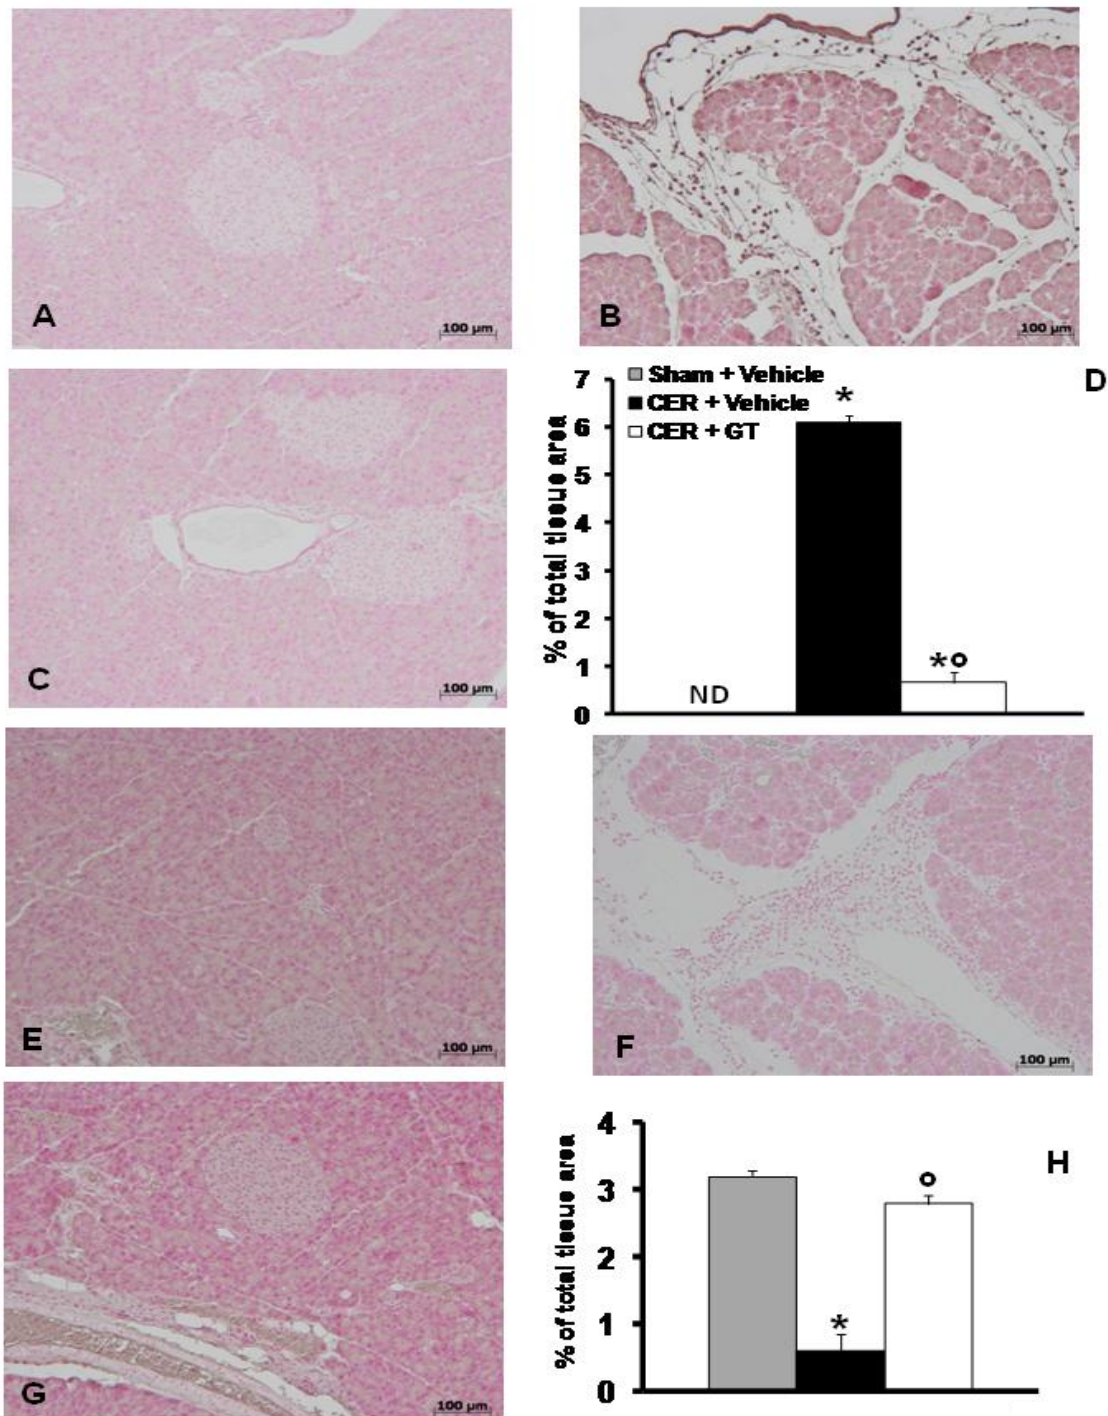 A
100 µm
B
100 µm
C
100 µm
D
Sham + Vehicle
CER + Vehicle
CER + GT
% of total tissue area
7
6
5
4
3
2
1
0
*
*°
ND
E
100 µm
F
100 µm
G
100 µm
H
% of total tissue area
4
3
2
1
0
*
°